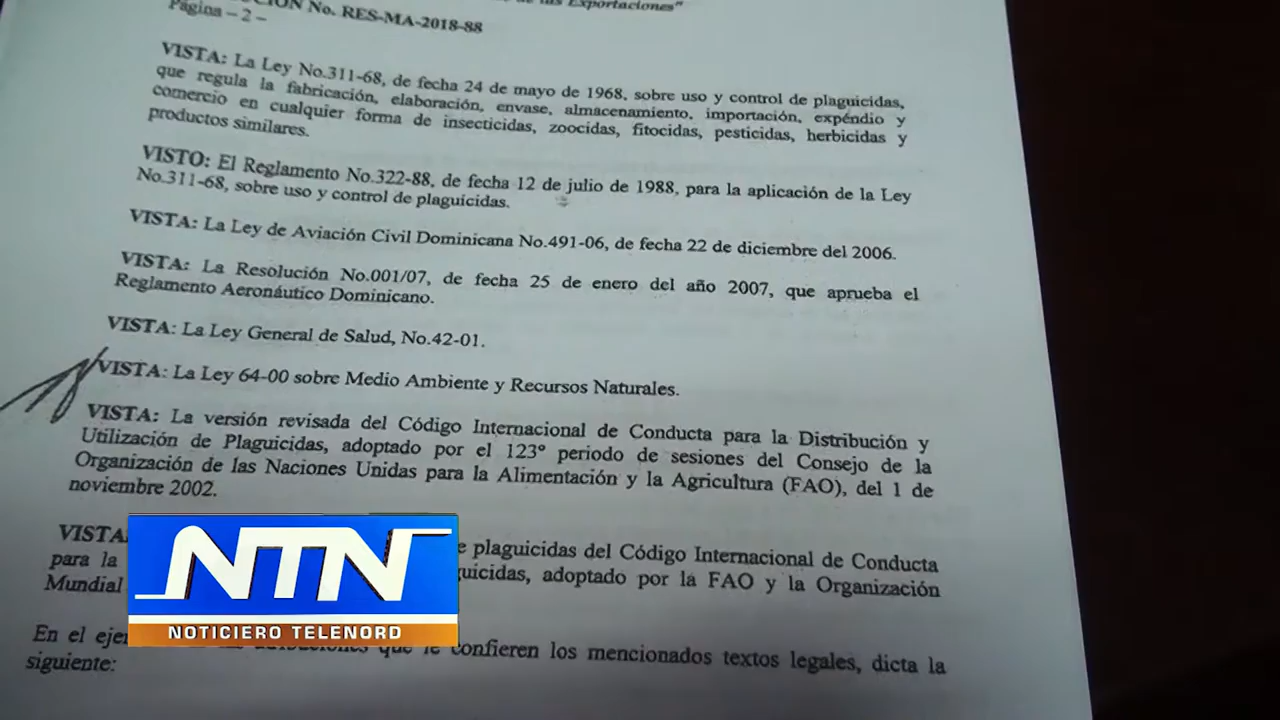 de las Exportaciones"
No. RES-MA-2018-88
Página – 2 –
VISTA: La Ley No.311-68, de fecha 24 de mayo de 1968, sobre uso y control de plaguicidas,
que regula la fabricación, elaboración, envase, almacenamiento, importación, expéndio y
comercio en cualquier forma de insecticidas, zoocidas, fitocidas, pesticidas, herbicidas y
productos similares.
VISTO: El Reglamento No.322-88, de fecha 12 de julio de 1988, para la aplicación de la Ley
No.311-68, sobre uso y control de plaguicidas.
VISTA: La Ley de Aviación Civil Dominicana No.491-06, de fecha 22 de diciembre del 2006.
VISTA: La Resolución No.001/07, de fecha 25 de enero del año 2007, que aprueba el
Reglamento Aeronáutico Dominicano.
VISTA: La Ley General de Salud, No.42-01.
VISTA: La Ley 64-00 sobre Medio Ambiente y Recursos Naturales.
VISTA: La versión revisada del Código Internacional de Conducta para la Distribución y
Utilización de Plaguicidas, adoptado por el 123° periodo de sesiones del Consejo de la
Organización de las Naciones Unidas para la Alimentación y la Agricultura (FAO), del 1 de
noviembre 2002.
VISTA plaguicidas del Código Internacional de Conducta
para la adoptado por la FAO y la Organización
Mundial
En el que le confieren los mencionados textos legales, dicta la
siguiente:
NTN
NOTICIERO TELENORD